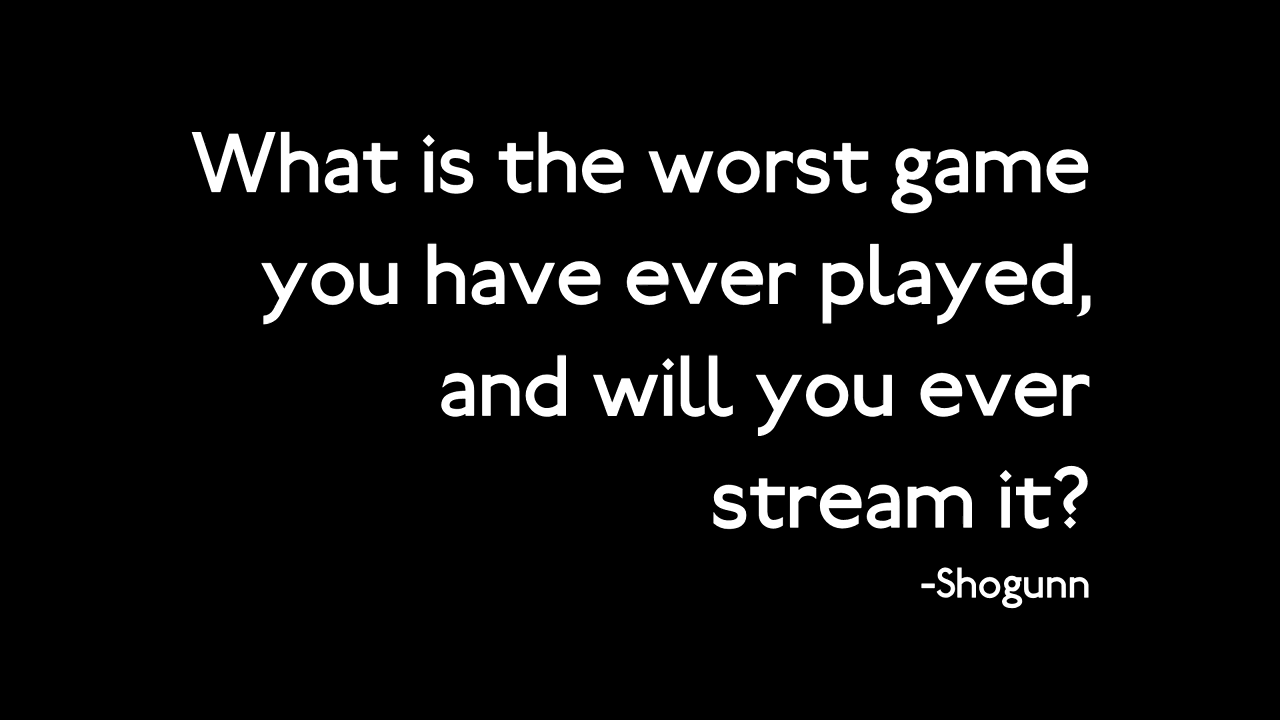 What is the worst game
you have ever played,
and will you ever
stream it?
-Shogunn